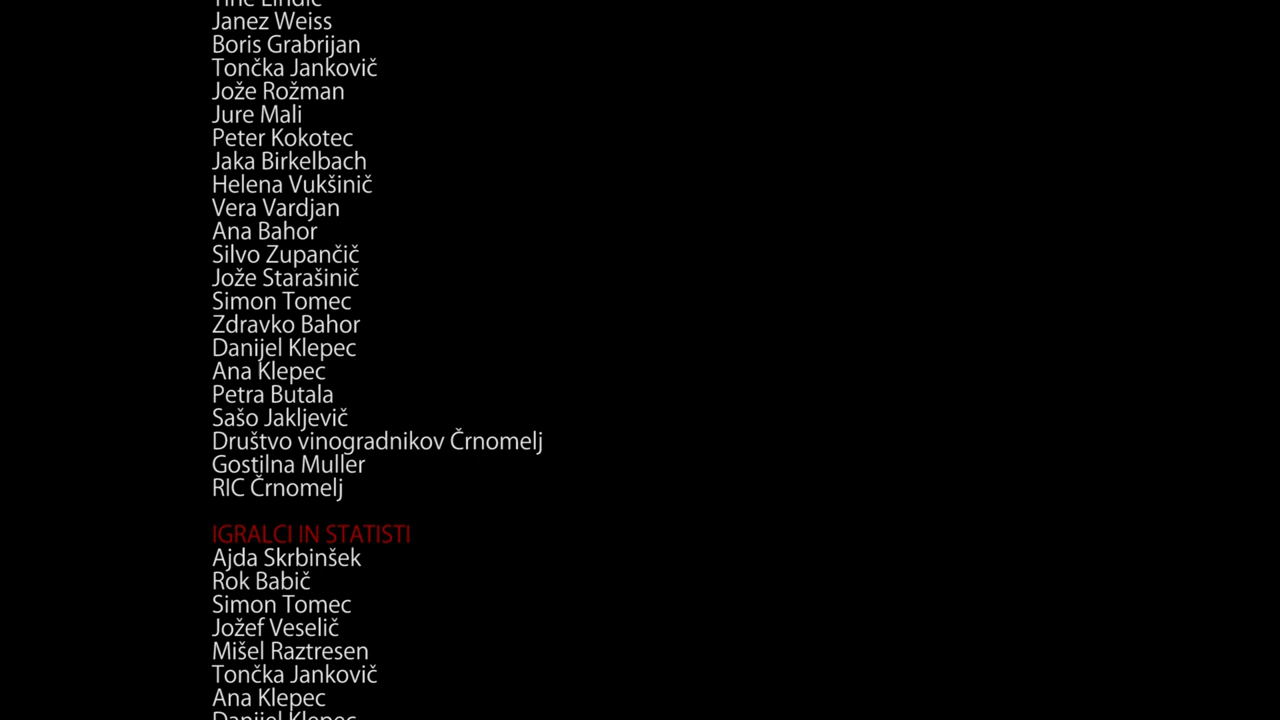 Janez Weiss
Boris Grabrijan
Tončka Jankovič
Jože Rožman
Jure Mali
Peter Kokotec
Jaka Birkelbach
Helena Vukšinič
Vera Vardjan
Ana Bahor
Silvo Zupančič
Jože Starašinič
Simon Tomec
Zdravko Bahor
Danijel Klepec
Ana Klepec
Petra Butala
Sašo Jakljevič
Društvo vinogradnikov Črnomelj
Gostilna Muller
RIC Črnomelj
IGRALCI IN STATISTI
Ajda Skrbinšek
Rok Babič
Simon Tomec
Jožef Veselič
Mišel Raztresen
Tončka Jankovič
Ana Klepec
Danijel Klepec